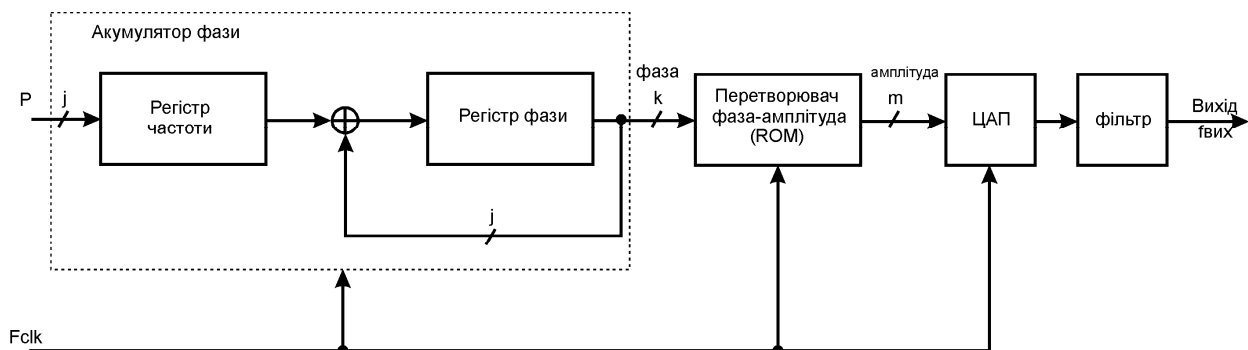 Акумулятор фази
P
j
Регістр
частоти
Регістр фази
j
фаза
k
Перетворювач
фаза-амплітуда
(ROM)
амплітуда
m
ЦАП
фільтр
Вихід
fвих
Fclk